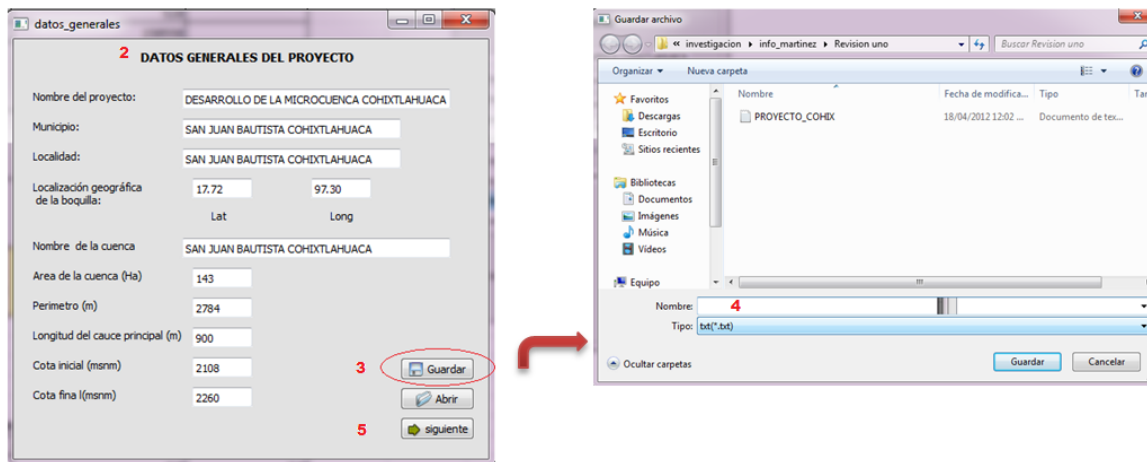 datos_generales
2 DATOS GENERALES DEL PROYECTO
Nombre del proyecto: DESARROLLO DE LA MICROCUENCA COHIXTLAHUACA
Municipio: SAN JUAN BAUTISTA COHIXTLAHUACA
Localidad: SAN JUAN BAUTISTA COHIXTLAHUACA
Localización geográfica
de la boquilla:
17.72 97.30
Lat Long
Nombre de la cuenca SAN JUAN BAUTISTA COHIXTLAHUACA
Area de la cuenca (Ha) 143
Perimetro (m) 2784
Longitud del cauce principal (m) 900
Cota inicial (msnm) 2108
Cota fina l(msnm) 2260
3 Guardar
Abrir
5 siguiente
Guardar archivo
« investigacion ▸ info_martinez ▸ Revision uno
Buscar Revision uno
Organizar Nueva carpeta
Favoritos
Descargas
Escritorio
Sitios recientes
Bibliotecas
Documentos
Imágenes
Música
Vídeos
Equipo
Nombre Fecha de modifica... Tipo Tar
PROYECTO_COHIX 18/04/2012 12:02 ... Documento de tex...
Nombre: 4
Tipo: txt(*.txt)
Ocultar carpetas
Guardar Cancelar